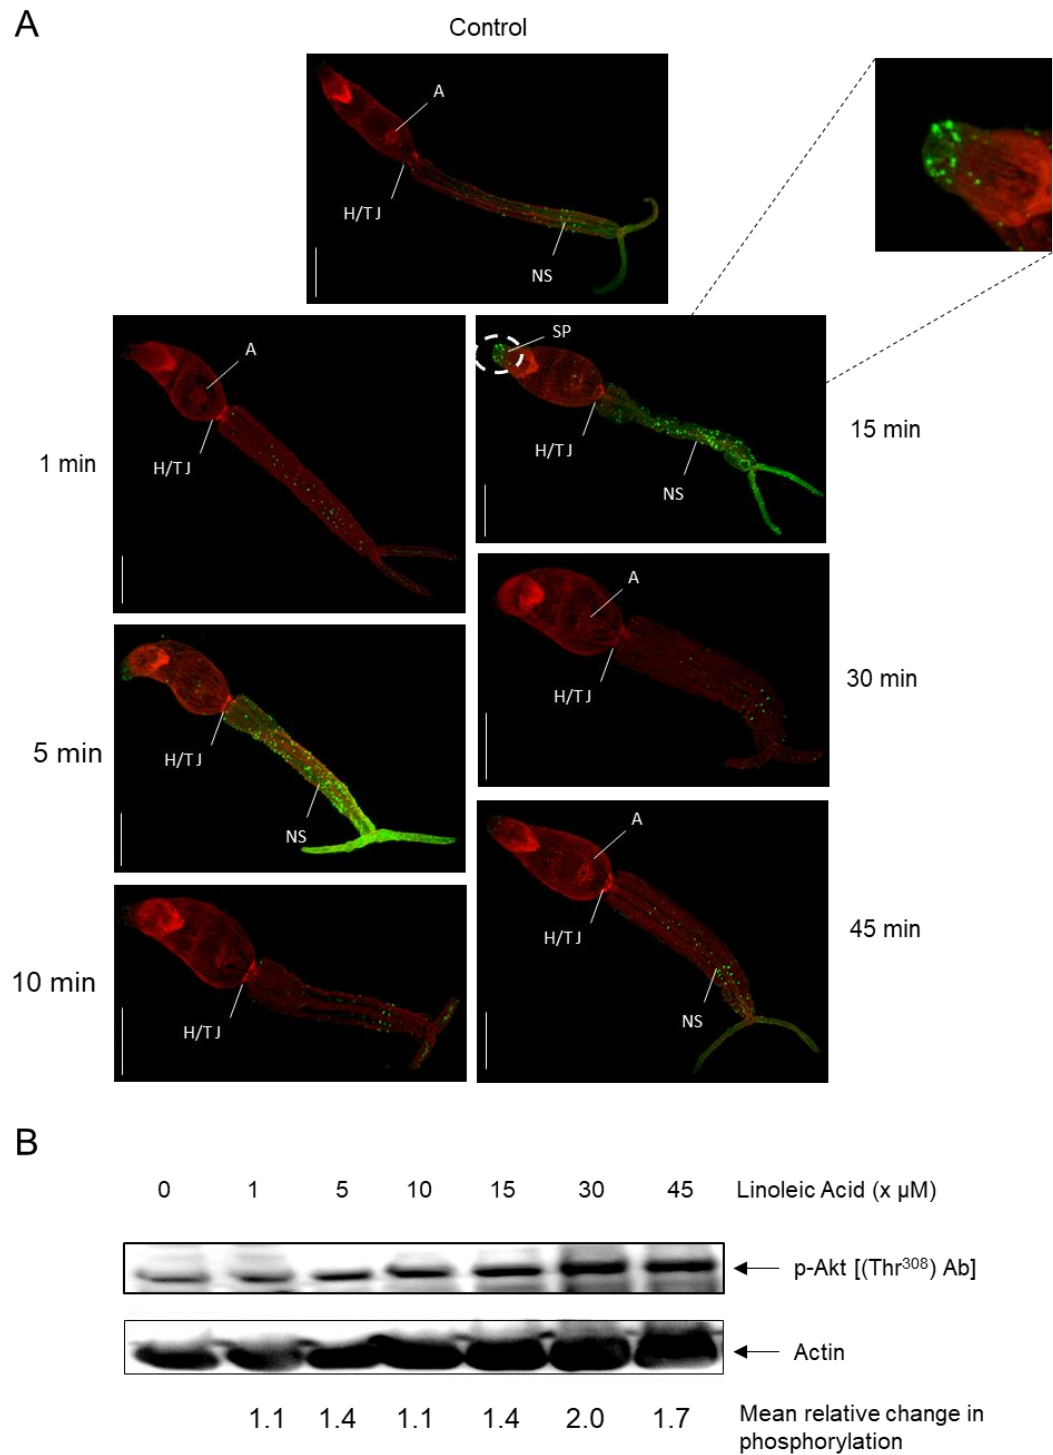 A
Control
A
H/TJ
NS
1 min
A
H/TJ
SP
H/TJ
NS
15 min
5 min
H/TJ
NS
A
H/TJ
30 min
10 min
H/TJ
A
H/TJ
NS
45 min
B
0 1 5 10 15 30 45 Linoleic Acid (x µM)
p-Akt [(Thr³⁰⁸) Ab]
Actin
1.1 1.4 1.1 1.4 2.0 1.7 Mean relative change in
phosphorylation